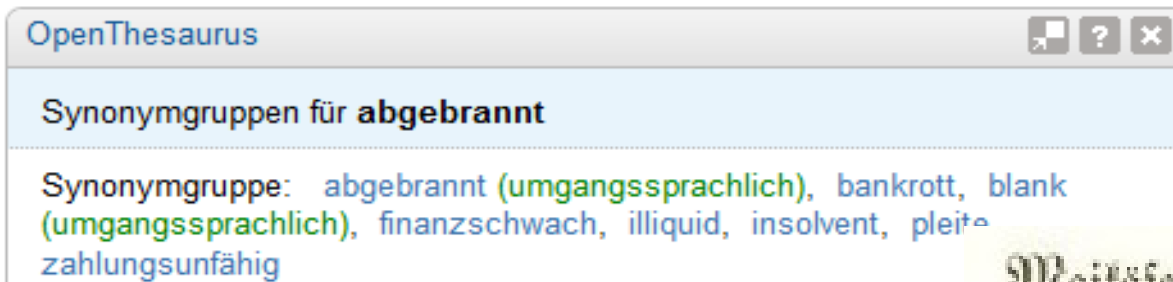 OpenThesaurus
Synonymgruppen für abgebrannt
Synonymgruppe: abgebrannt (umgangssprachlich), bankrott, blank
(umgangssprachlich), finanzschwach, illiquid, insolvent, pleite
zahlungsunfähig